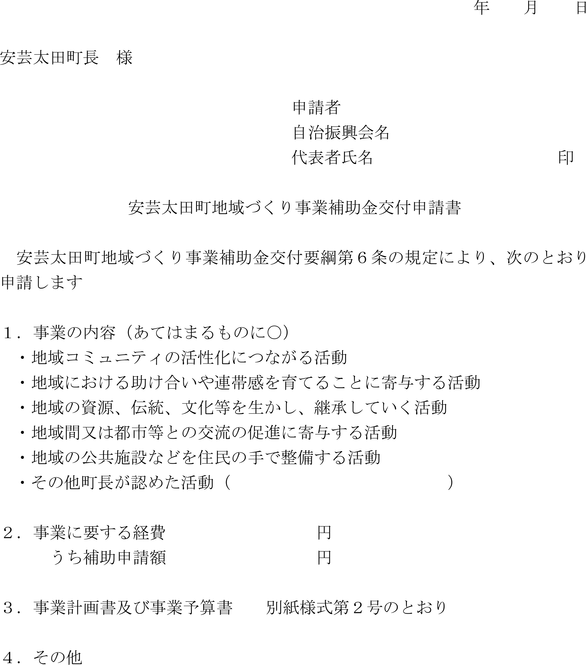 年　　月　　日
安芸太田町長　様
申請者
自治振興会名
代表者氏名　　　　　　　　　　　印
安芸太田町地域づくり事業補助金交付申請書
　安芸太田町地域づくり事業補助金交付要綱第６条の規定により、次のとおり
申請します
１．事業の内容（あてはまるものに〇）
　・地域コミュニティの活性化につながる活動
　・地域における助け合いや連帯感を育てることに寄与する活動
　・地域の資源、伝統、文化等を生かし、継承していく活動
　・地域間又は都市等との交流の促進に寄与する活動
　・地域の公共施設などを住民の手で整備する活動
　・その他町長が認めた活動（　　　　　　　　　　　　　）
２．事業に要する経費　　　　　　　　　円
　　　うち補助申請額　　　　　　　　　円
３．事業計画書及び事業予算書　　別紙様式第２号のとおり
４．その他